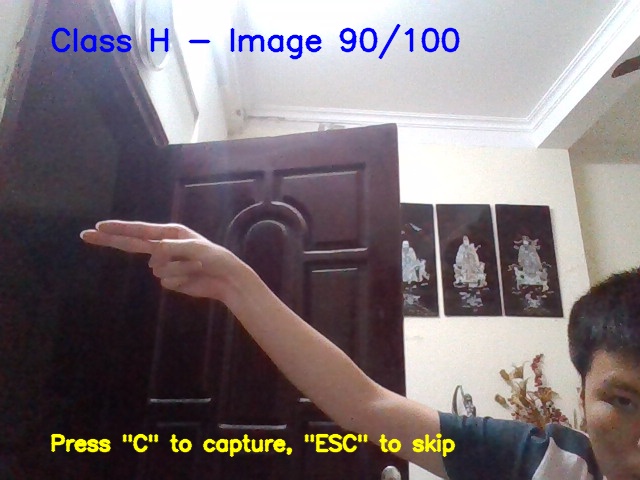 Class H - Image 90/100
Press "C" to capture, "ESC" to skip